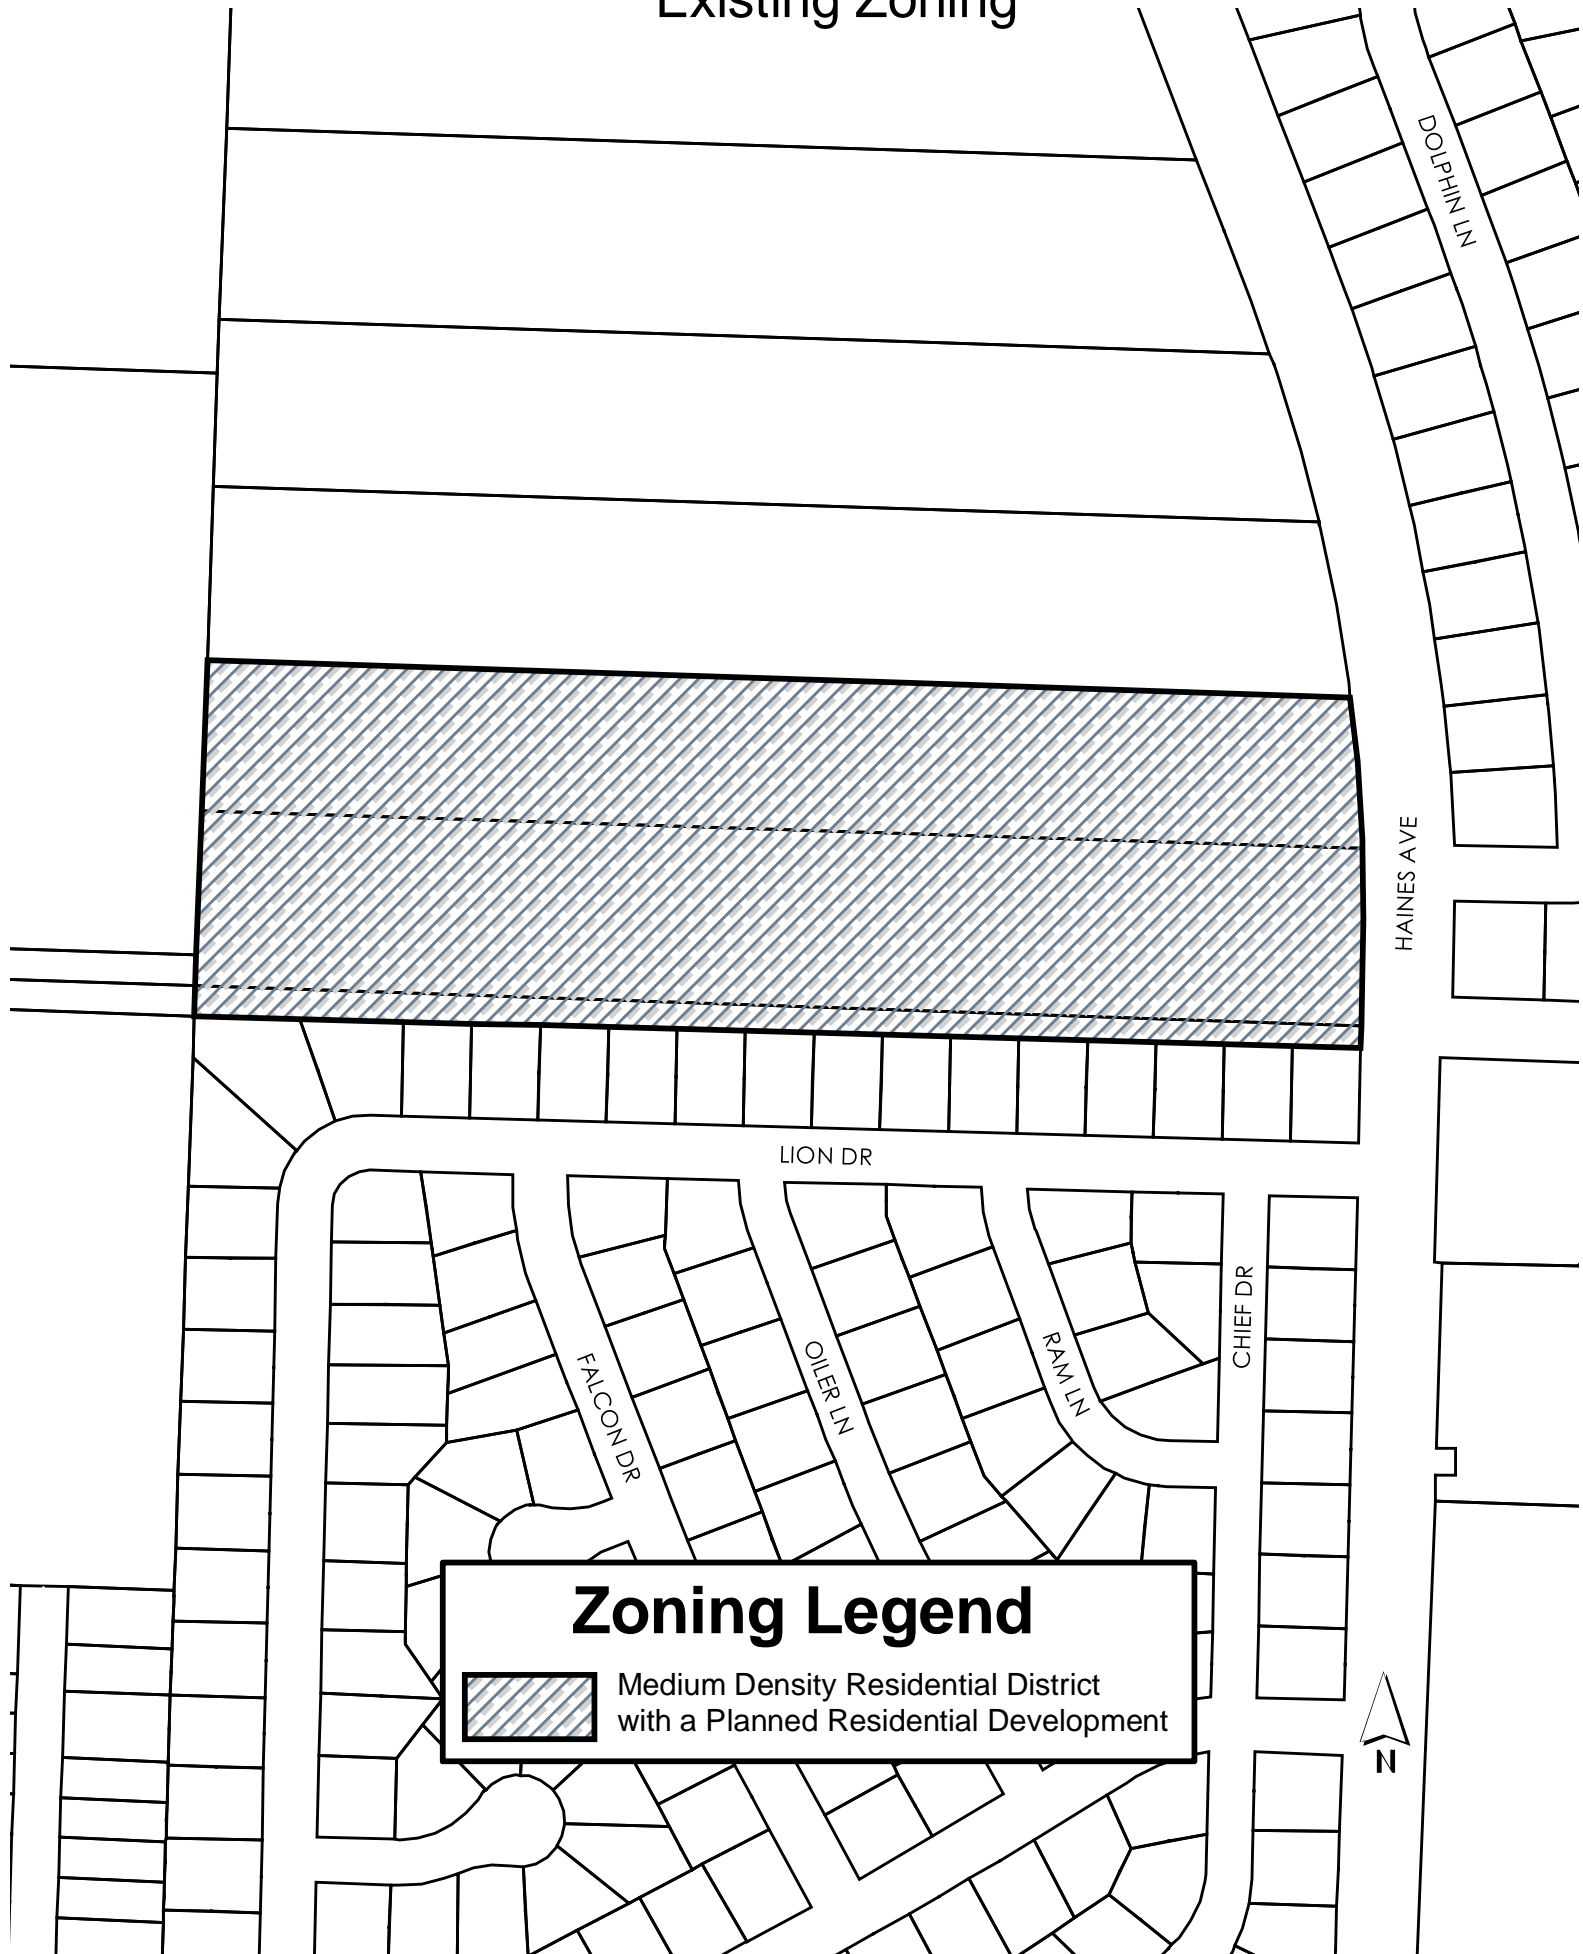 Existing Zoning
DOLPHIN LN
HAINES AVE
LION DR
CHIEF DR
RAM LN
OILER LN
FALCON DR
Zoning Legend
Medium Density Residential District
with a Planned Residential Development
N